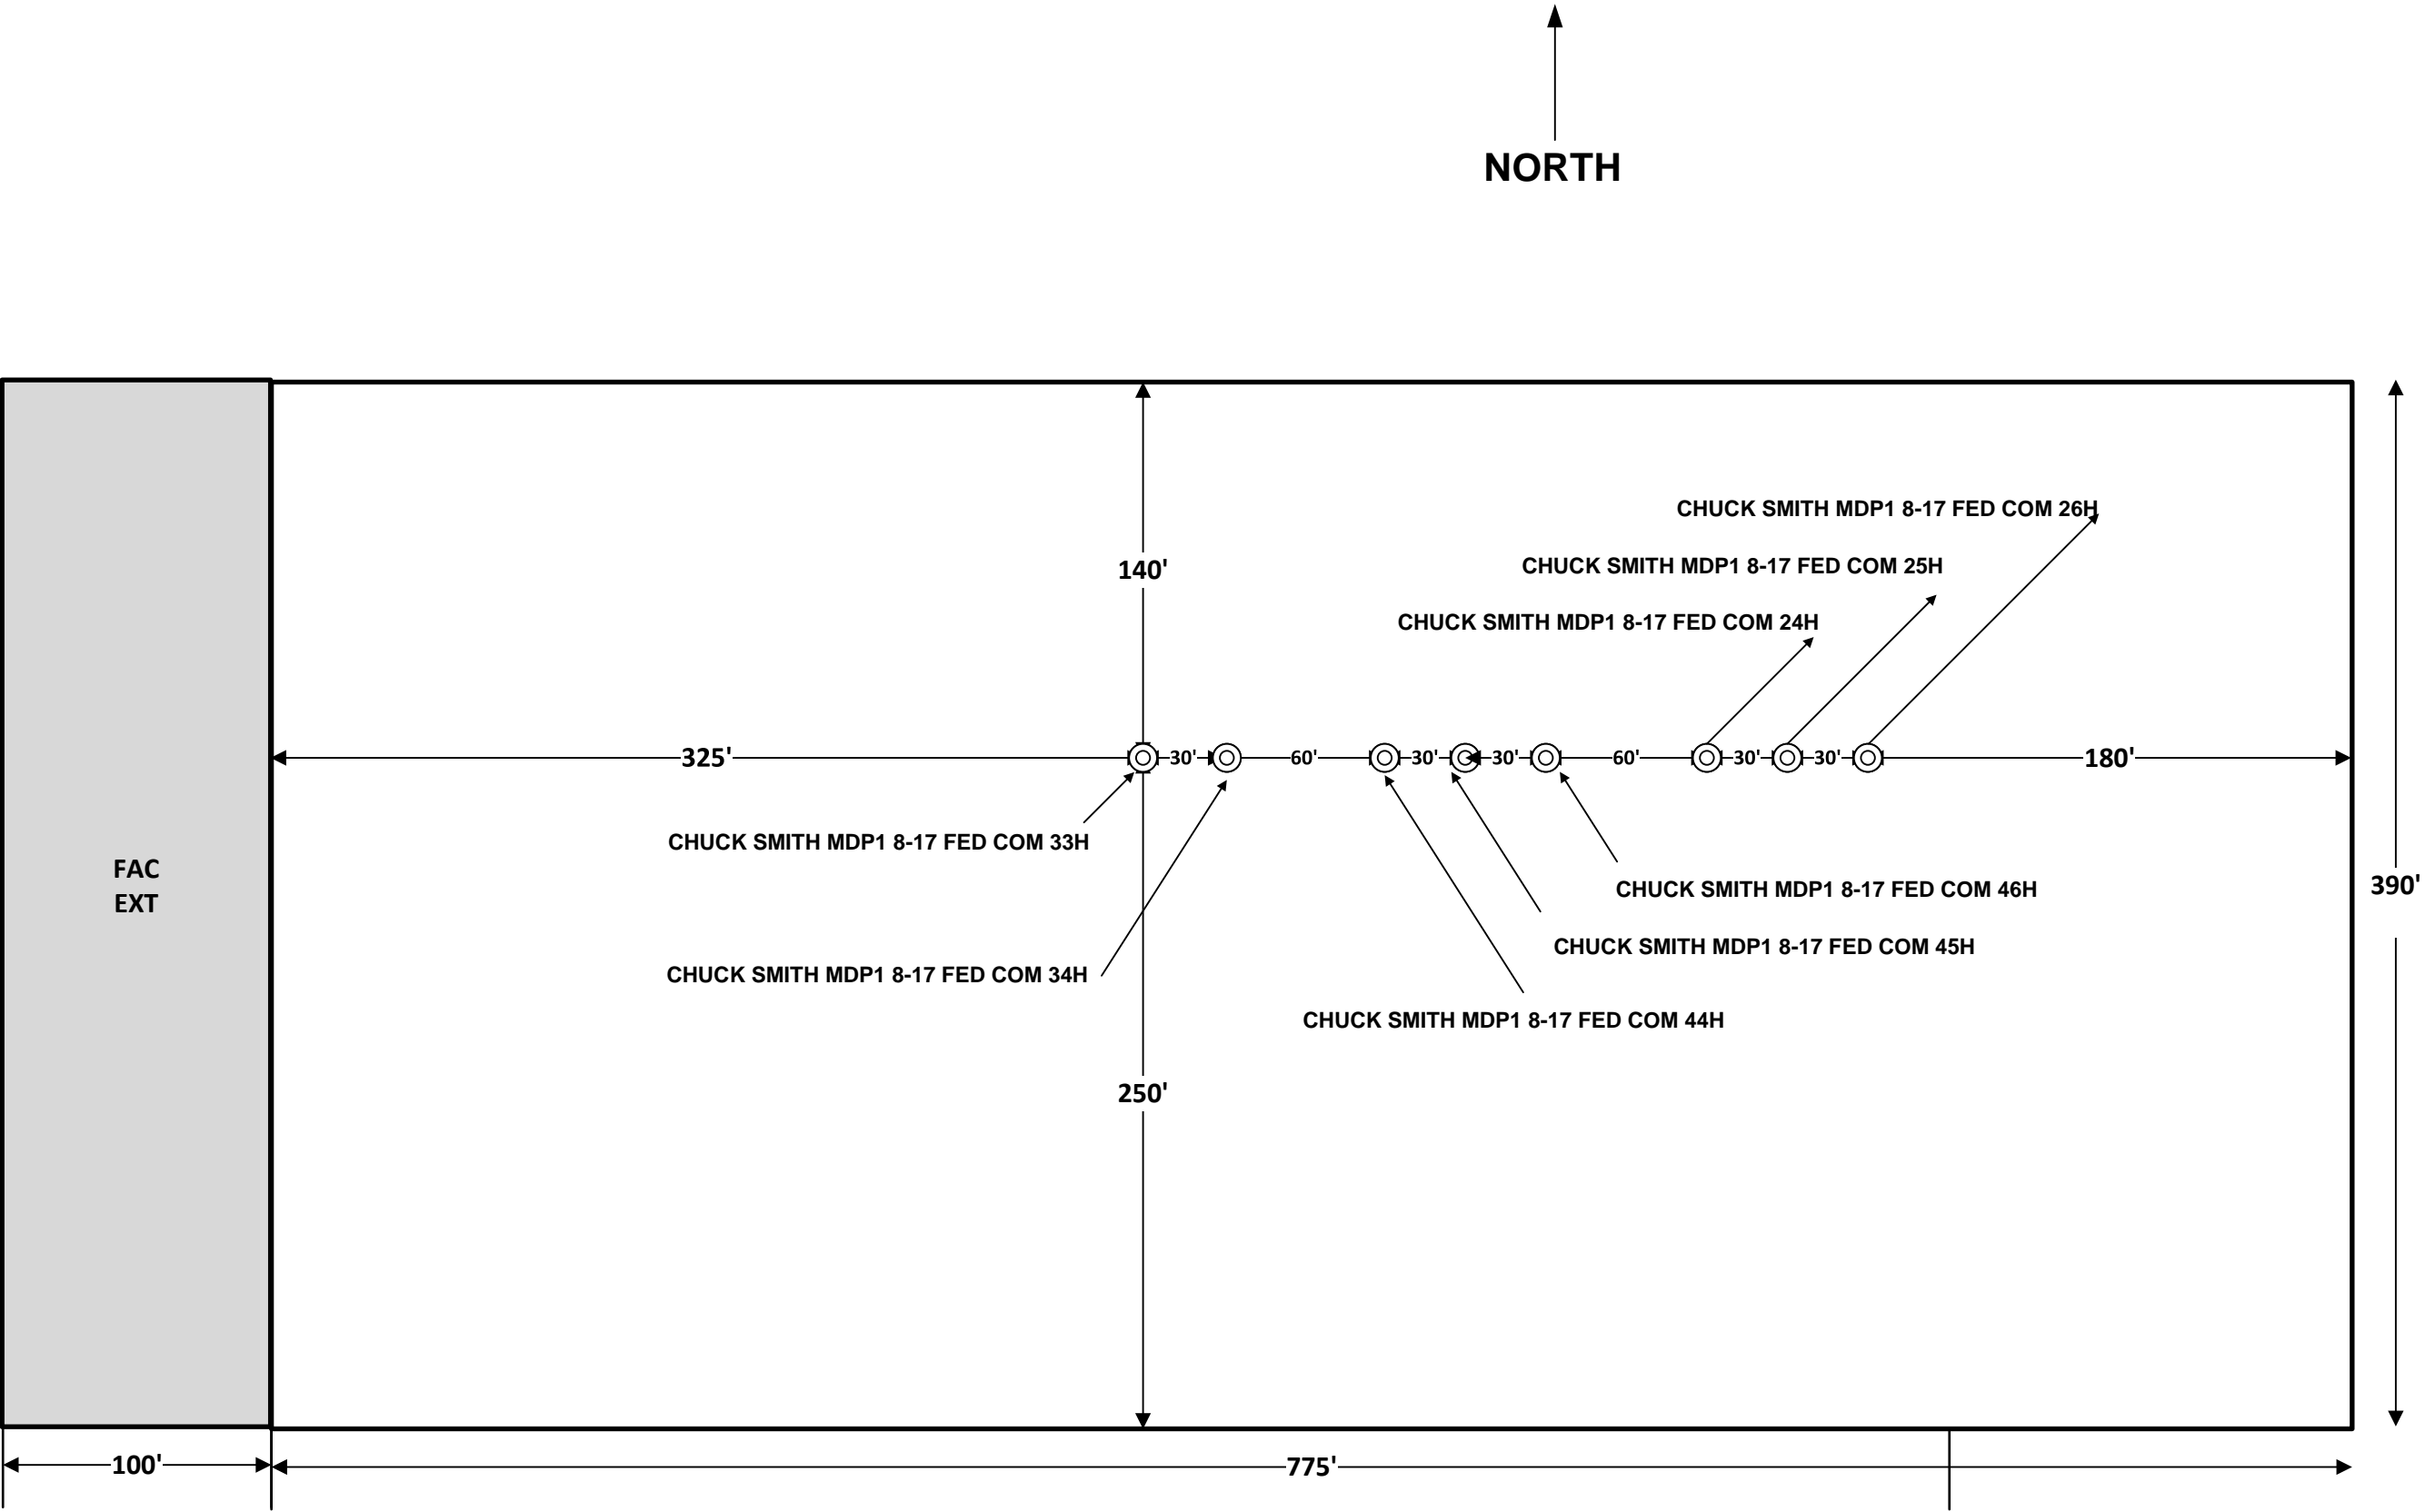 NORTH
CHUCK SMITH MDP1 8-17 FED COM 26H
CHUCK SMITH MDP1 8-17 FED COM 25H
140'
CHUCK SMITH MDP1 8-17 FED COM 24H
325'
30'
60'
30'
30'
60'
30'
30'
180'
CHUCK SMITH MDP1 8-17 FED COM 33H
FAC
EXT
390'
CHUCK SMITH MDP1 8-17 FED COM 46H
CHUCK SMITH MDP1 8-17 FED COM 45H
CHUCK SMITH MDP1 8-17 FED COM 34H
CHUCK SMITH MDP1 8-17 FED COM 44H
250'
100'
775'